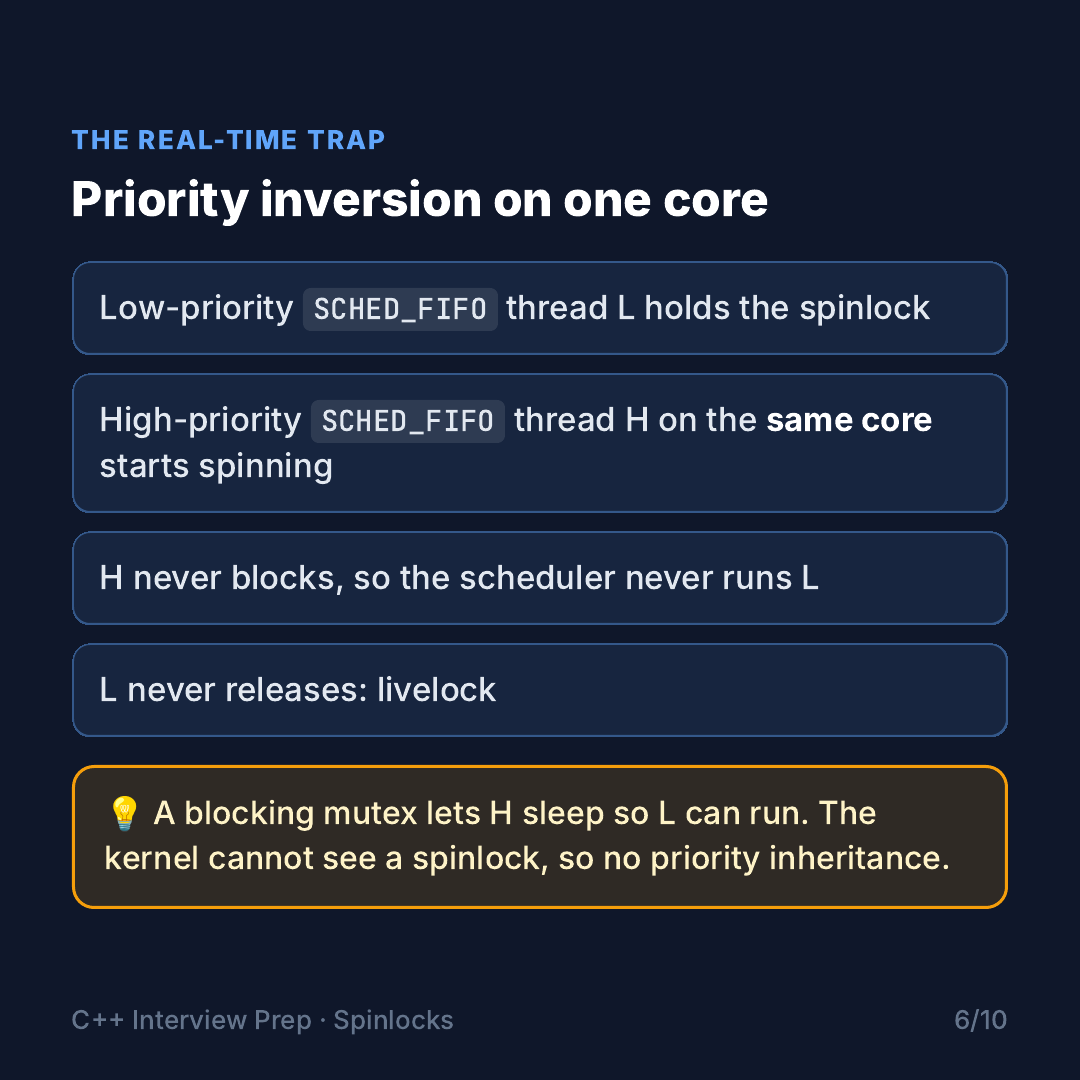 THE REAL-TIME TRAP
Priority inversion on one core
Low-priority SCHED_FIFO thread L holds the spinlock
High-priority SCHED_FIFO thread H on the same core
starts spinning
H never blocks, so the scheduler never runs L
L never releases: livelock
💡 A blocking mutex lets H sleep so L can run. The
kernel cannot see a spinlock, so no priority inheritance.
C++ Interview Prep · Spinlocks
6/10